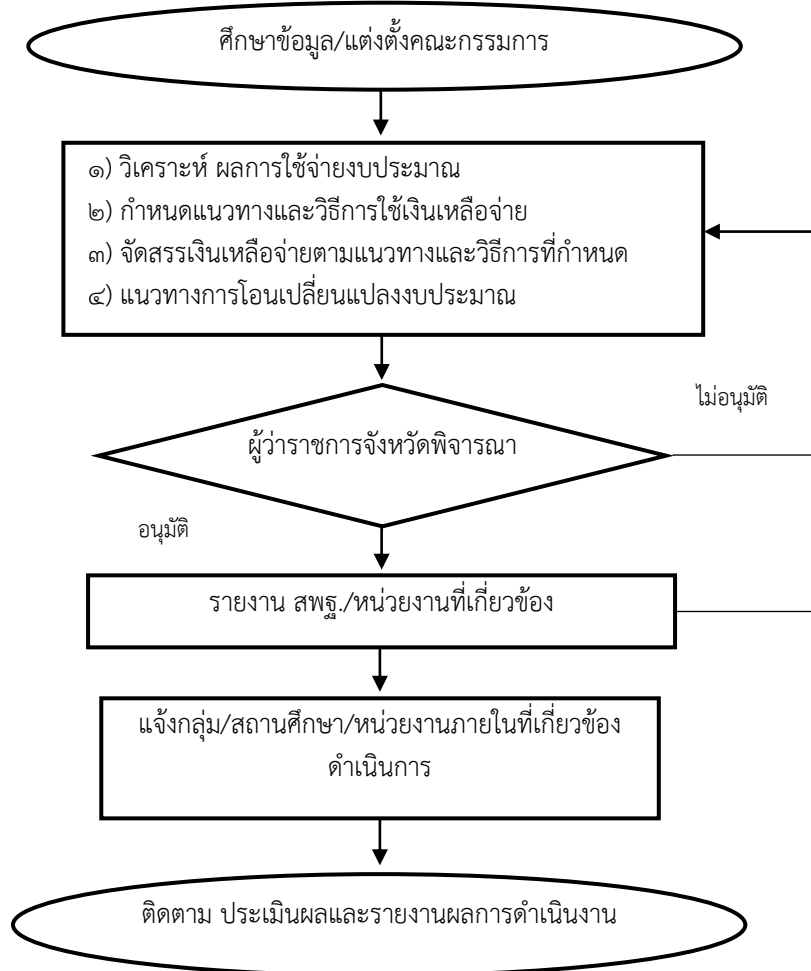 ศึกษาข้อมูล/แต่งตั้งคณะกรรมการ
๑) วิเคราะห์ ผลการใช้จ่ายงบประมาณ
๒) กำหนดแนวทางและวิธีการใช้เงินเหลือจ่าย
๓) จัดสรรเงินเหลือจ่ายตามแนวทางและวิธีการที่กำหนด
๔) แนวทางการโอนเปลี่ยนแปลงงบประมาณ
ไม่อนุมัติ
ผู้ว่าราชการจังหวัดพิจารณา
อนุมัติ
รายงาน สพฐ./หน่วยงานที่เกี่ยวข้อง
แจ้งกลุ่ม/สถานศึกษา/หน่วยงานภายในที่เกี่ยวข้อง
ดำเนินการ
ติดตาม ประเมินผลและรายงานผลการดำเนินงาน